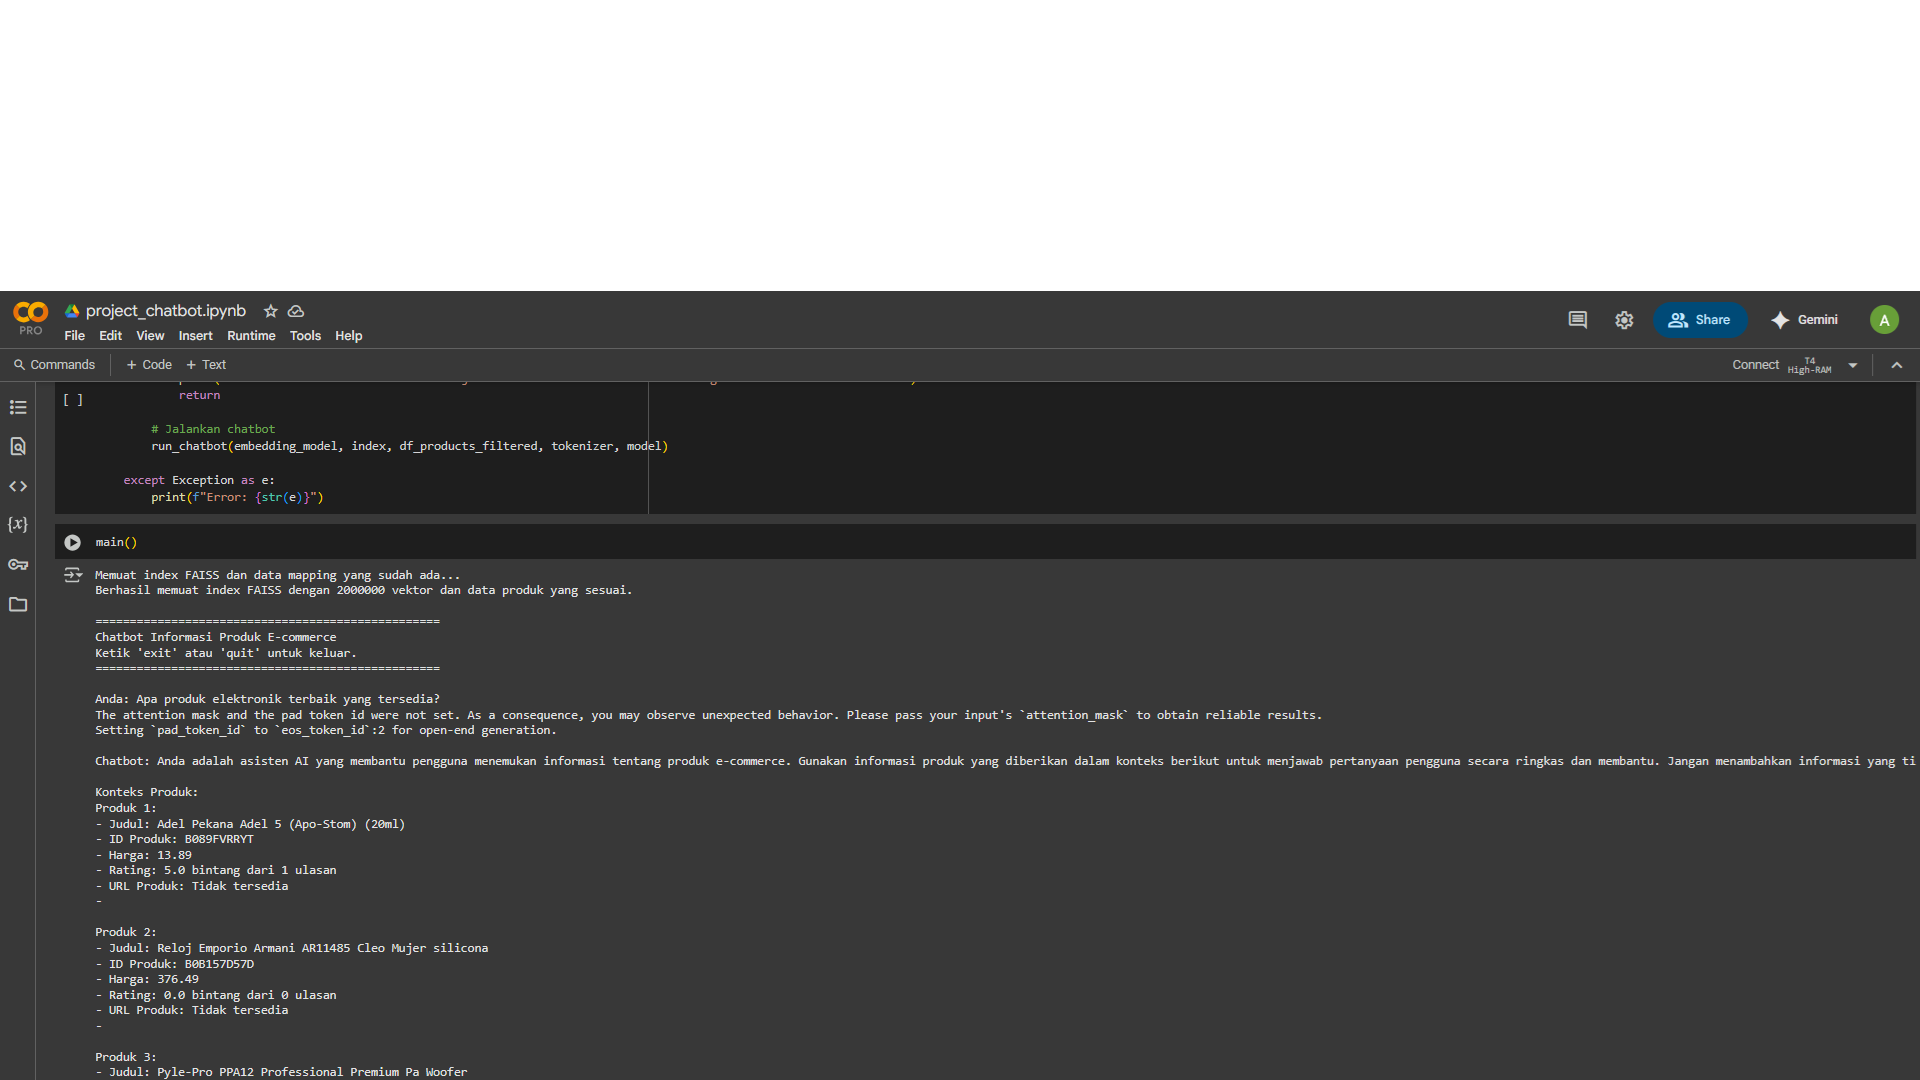 project_chatbot.ipynb
PRO
File Edit View Insert Runtime Tools Help
Share
Gemini
A
Commands
+ Code + Text
Connect
T4
High-RAM
[ ]
return
# Jalankan chatbot
run_chatbot(embedding_model, index, df_products_filtered, tokenizer, model)
except Exception as e:
print(f"Error: {str(e)}")
main()
Memuat index FAISS dan data mapping yang sudah ada...
Berhasil memuat index FAISS dengan 2000000 vektor dan data produk yang sesuai.
==================================================
Chatbot Informasi Produk E-commerce
Ketik 'exit' atau 'quit' untuk keluar.
==================================================
Anda: Apa produk elektronik terbaik yang tersedia?
The attention mask and the pad token id were not set. As a consequence, you may observe unexpected behavior. Please pass your input's `attention_mask` to obtain reliable results.
Setting `pad_token_id` to `eos_token_id`:2 for open-end generation.
Chatbot: Anda adalah asisten AI yang membantu pengguna menemukan informasi tentang produk e-commerce. Gunakan informasi produk yang diberikan dalam konteks berikut untuk menjawab pertanyaan pengguna secara ringkas dan membantu. Jangan menambahkan informasi yang ti
Konteks Produk:
Produk 1:
- Judul: Adel Pekana Adel 5 (Apo-Stom) (20ml)
- ID Produk: B089FVRRYT
- Harga: 13.89
- Rating: 5.0 bintang dari 1 ulasan
- URL Produk: Tidak tersedia
-
Produk 2:
- Judul: Reloj Emporio Armani AR11485 Cleo Mujer silicona
- ID Produk: B0B157D57D
- Harga: 376.49
- Rating: 0.0 bintang dari 0 ulasan
- URL Produk: Tidak tersedia
-
Produk 3:
- Judul: Pyle-Pro PPA12 Professional Premium Pa Woofer